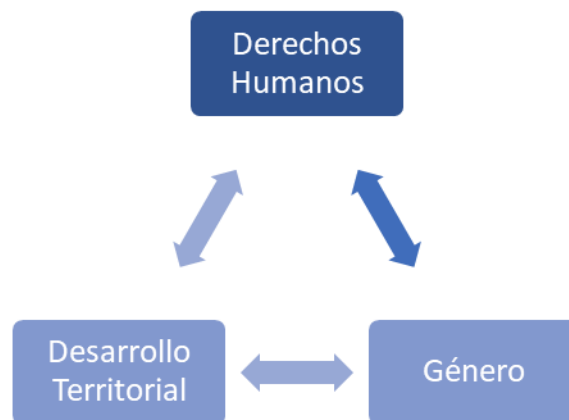 Derechos
Humanos
Desarrollo
Territorial
Género